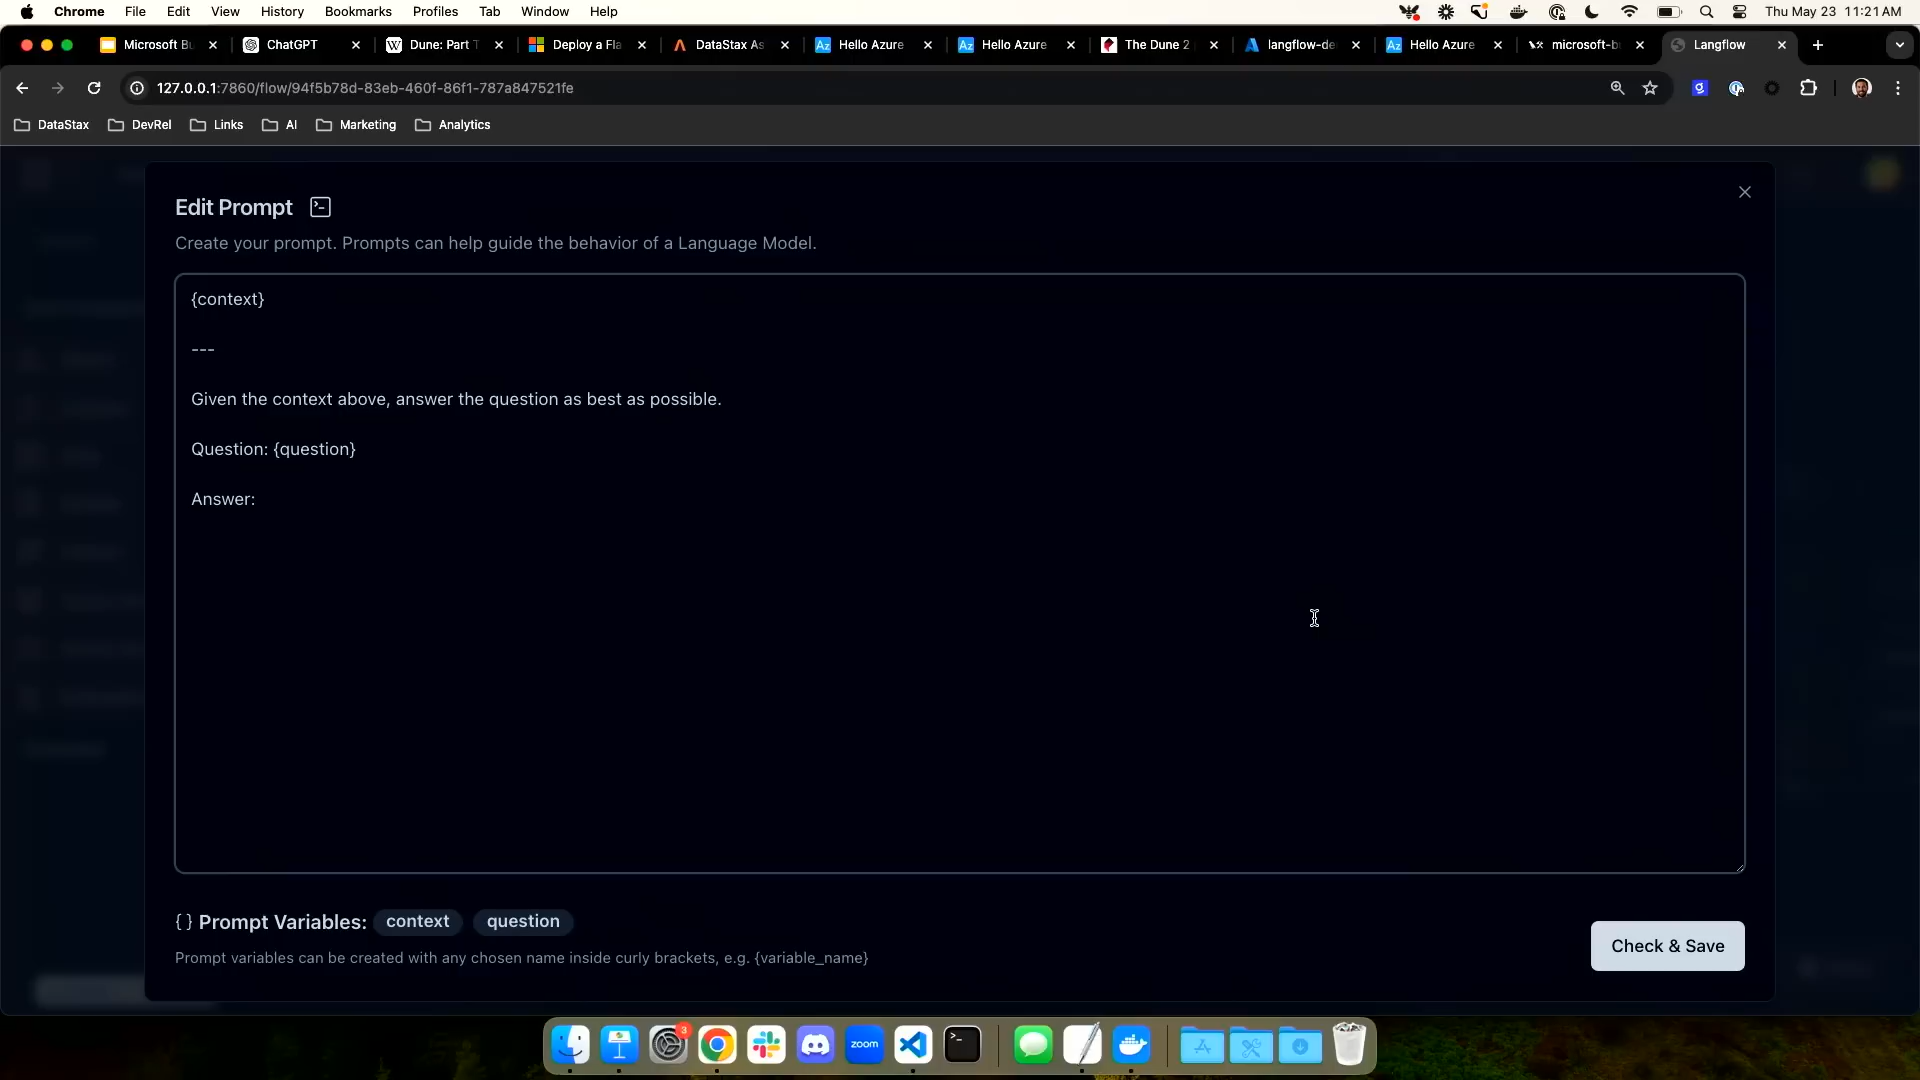 Chrome File Edit View History Bookmarks Profiles Tab Window Help Thu May 23 11:21 AM
Microsoft Bu ChatGPT Dune: Part T Deploy a Fla DataStax As Hello Azure Hello Azure The Dune 2 langflow-de Hello Azure microsoft-b Langflow
127.0.0.1:7860/flow/94f5b78d-83eb-460f-86f1-787a847521fe
DataStax DevRel Links AI Marketing Analytics
Edit Prompt
Create your prompt. Prompts can help guide the behavior of a Language Model.
{context}
---
Given the context above, answer the question as best as possible.
Question: {question}
Answer:
{} Prompt Variables: context question
Prompt variables can be created with any chosen name inside curly brackets, e.g. {variable_name}
Check & Save
3
zoom